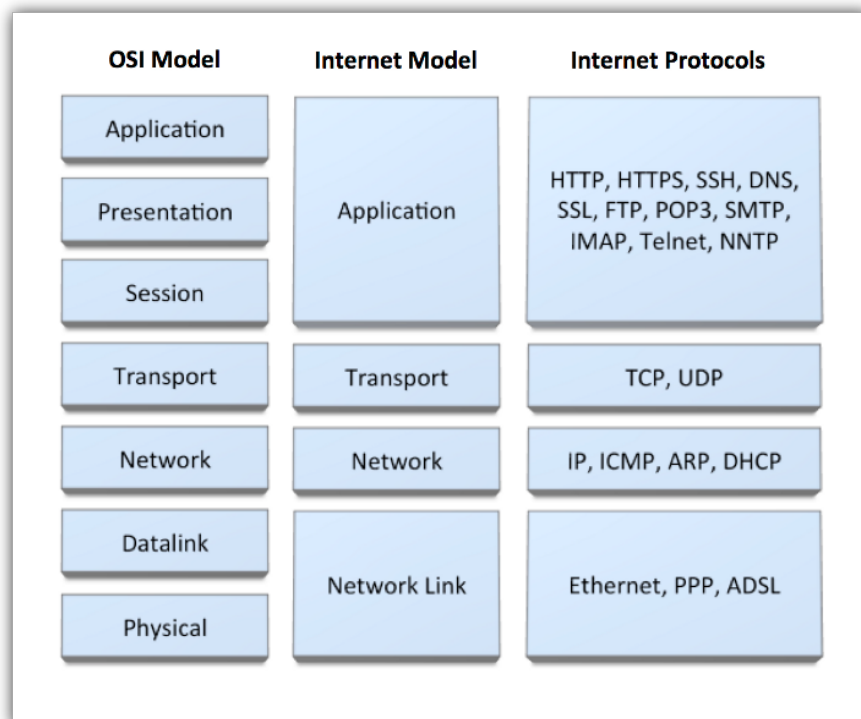 OSI Model
Internet Model
Internet Protocols
Application
Presentation
Session
Transport
Network
Datalink
Physical
Application
Transport
Network
Network Link
HTTP, HTTPS, SSH, DNS,
SSL, FTP, POP3, SMTP,
IMAP, Telnet, NNTP
TCP, UDP
IP, ICMP, ARP, DHCP
Ethernet, PPP, ADSL